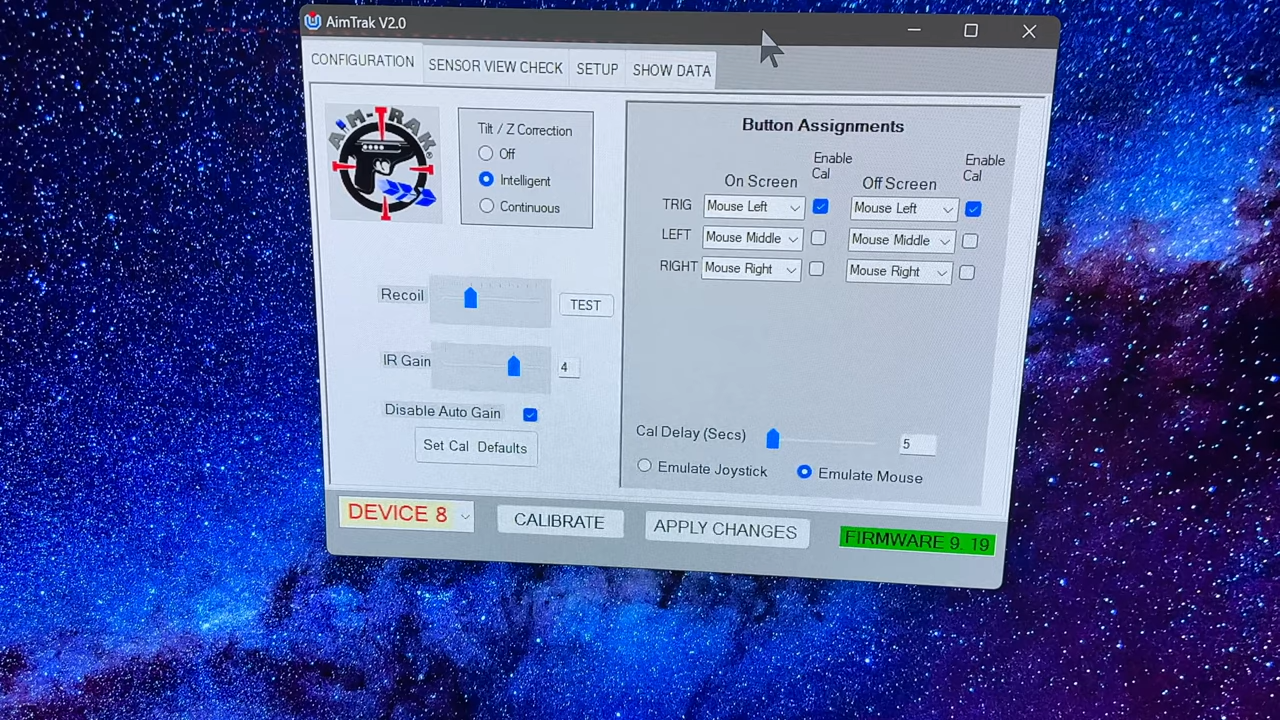 AimTrak V2.0
CONFIGURATION SENSOR VIEW CHECK SETUP SHOW DATA
AIM-TRAK®
Tilt / Z Correction
Off
Intelligent
Continuous
Recoil TEST
IR Gain 4
Disable Auto Gain
Set Cal Defaults
Button Assignments
On Screen Enable Cal Off Screen Enable Cal
TRIG Mouse Left Mouse Left
LEFT Mouse Middle Mouse Middle
RIGHT Mouse Right Mouse Right
Cal Delay (Secs) 5
Emulate Joystick Emulate Mouse
DEVICE 8 CALIBRATE APPLY CHANGES FIRMWARE 9. 19